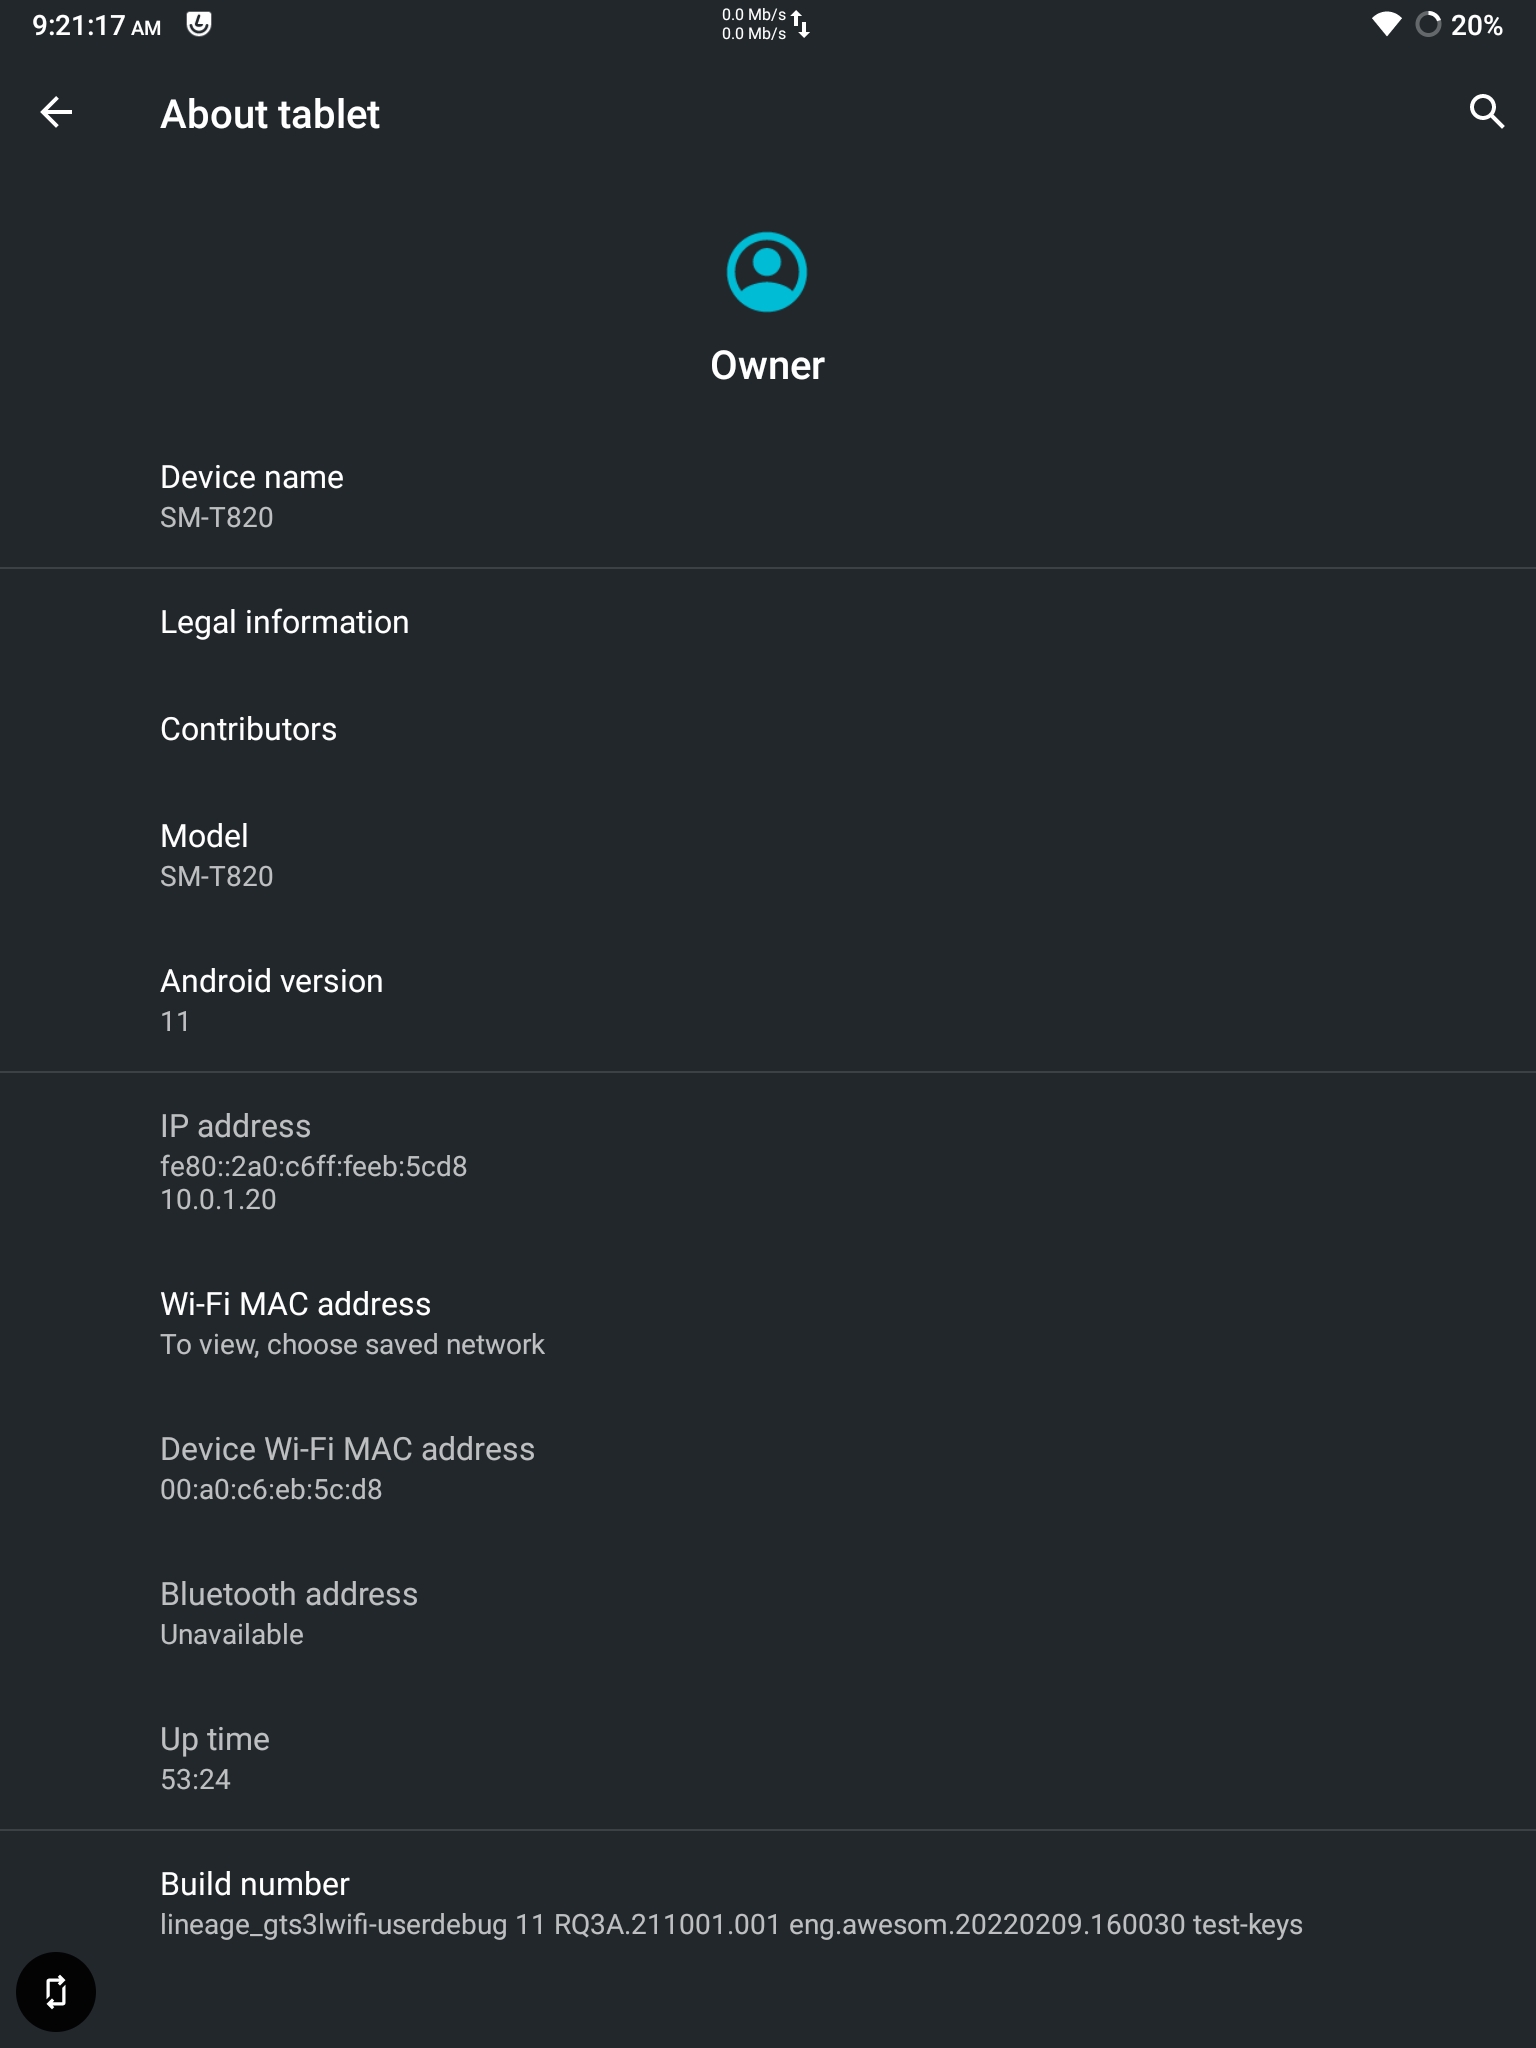 9:21:17 AM
0.0 Mb/s
0.0 Mb/s
20%
About tablet
Owner
Device name
SM-T820
Legal information
Contributors
Model
SM-T820
Android version
11
IP address
fe80::2a0:c6ff:feeb:5cd8
10.0.1.20
Wi-Fi MAC address
To view, choose saved network
Device Wi-Fi MAC address
00:a0:c6:eb:5c:d8
Bluetooth address
Unavailable
Up time
53:24
Build number
lineage_gts3lwifi-userdebug 11 RQ3A.211001.001 eng.awesom.20220209.160030 test-keys